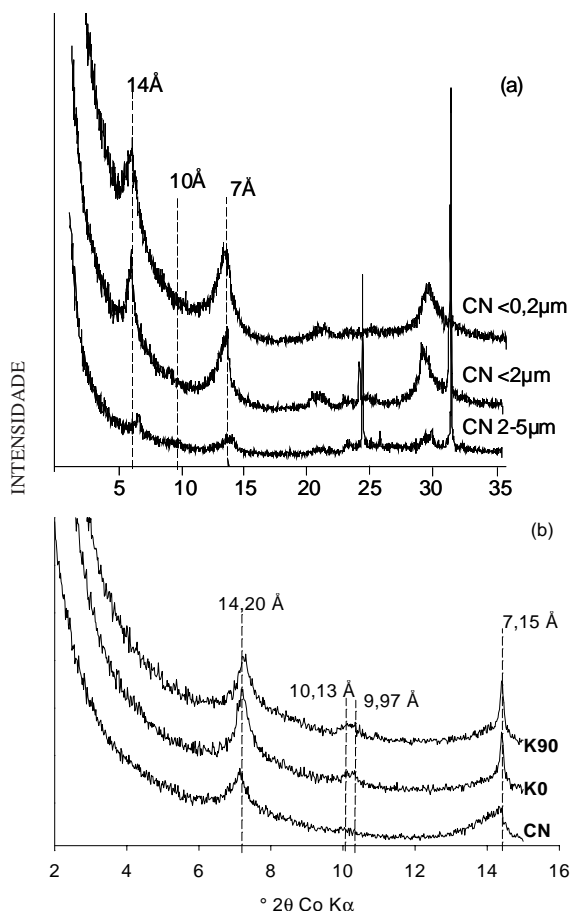 (a)
14Å
10Å
7Å
CN <0,2µm
CN <2µm
CN 2-5µm
INTENSIDADE
5 10 15 20 25 30 35
(b)
14,20 Å
7,15 Å
10,13 Å
9,97 Å
K90
K0
CN
2 4 6 8 10 12 14 16
° 2θ Co Kα